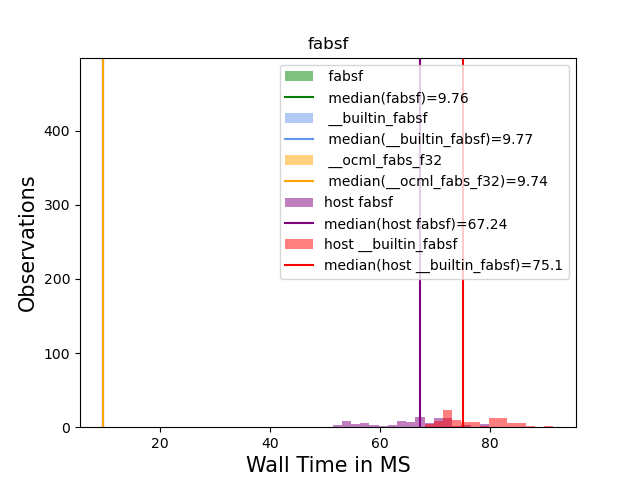 fabsf
fabsf
median(fabsf)=9.76
__builtin_fabsf
median(__builtin_fabsf)=9.77
__ocml_fabs_f32
median(__ocml_fabs_f32)=9.74
host fabsf
median(host fabsf)=67.24
host __builtin_fabsf
median(host __builtin_fabsf)=75.1
Observations
400
300
200
100
0
20 40 60 80
Wall Time in MS